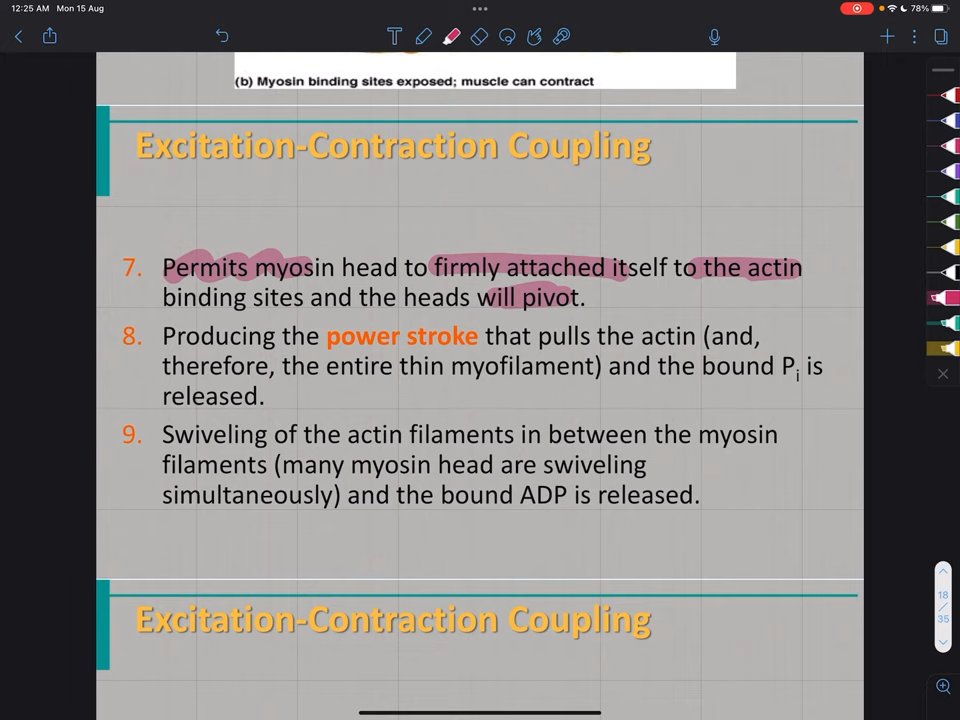 12:25 AM Mon 15 Aug
78%
(b) Myosin binding sites exposed; muscle can contract
Excitation-Contraction Coupling
7. Permits myosin head to firmly attached itself to the actin
binding sites and the heads will pivot.
8. Producing the power stroke that pulls the actin (and,
therefore, the entire thin myofilament) and the bound Pi is
released.
9. Swiveling of the actin filaments in between the myosin
filaments (many myosin head are swiveling
simultaneously) and the bound ADP is released.
18
/
35
Excitation-Contraction Coupling